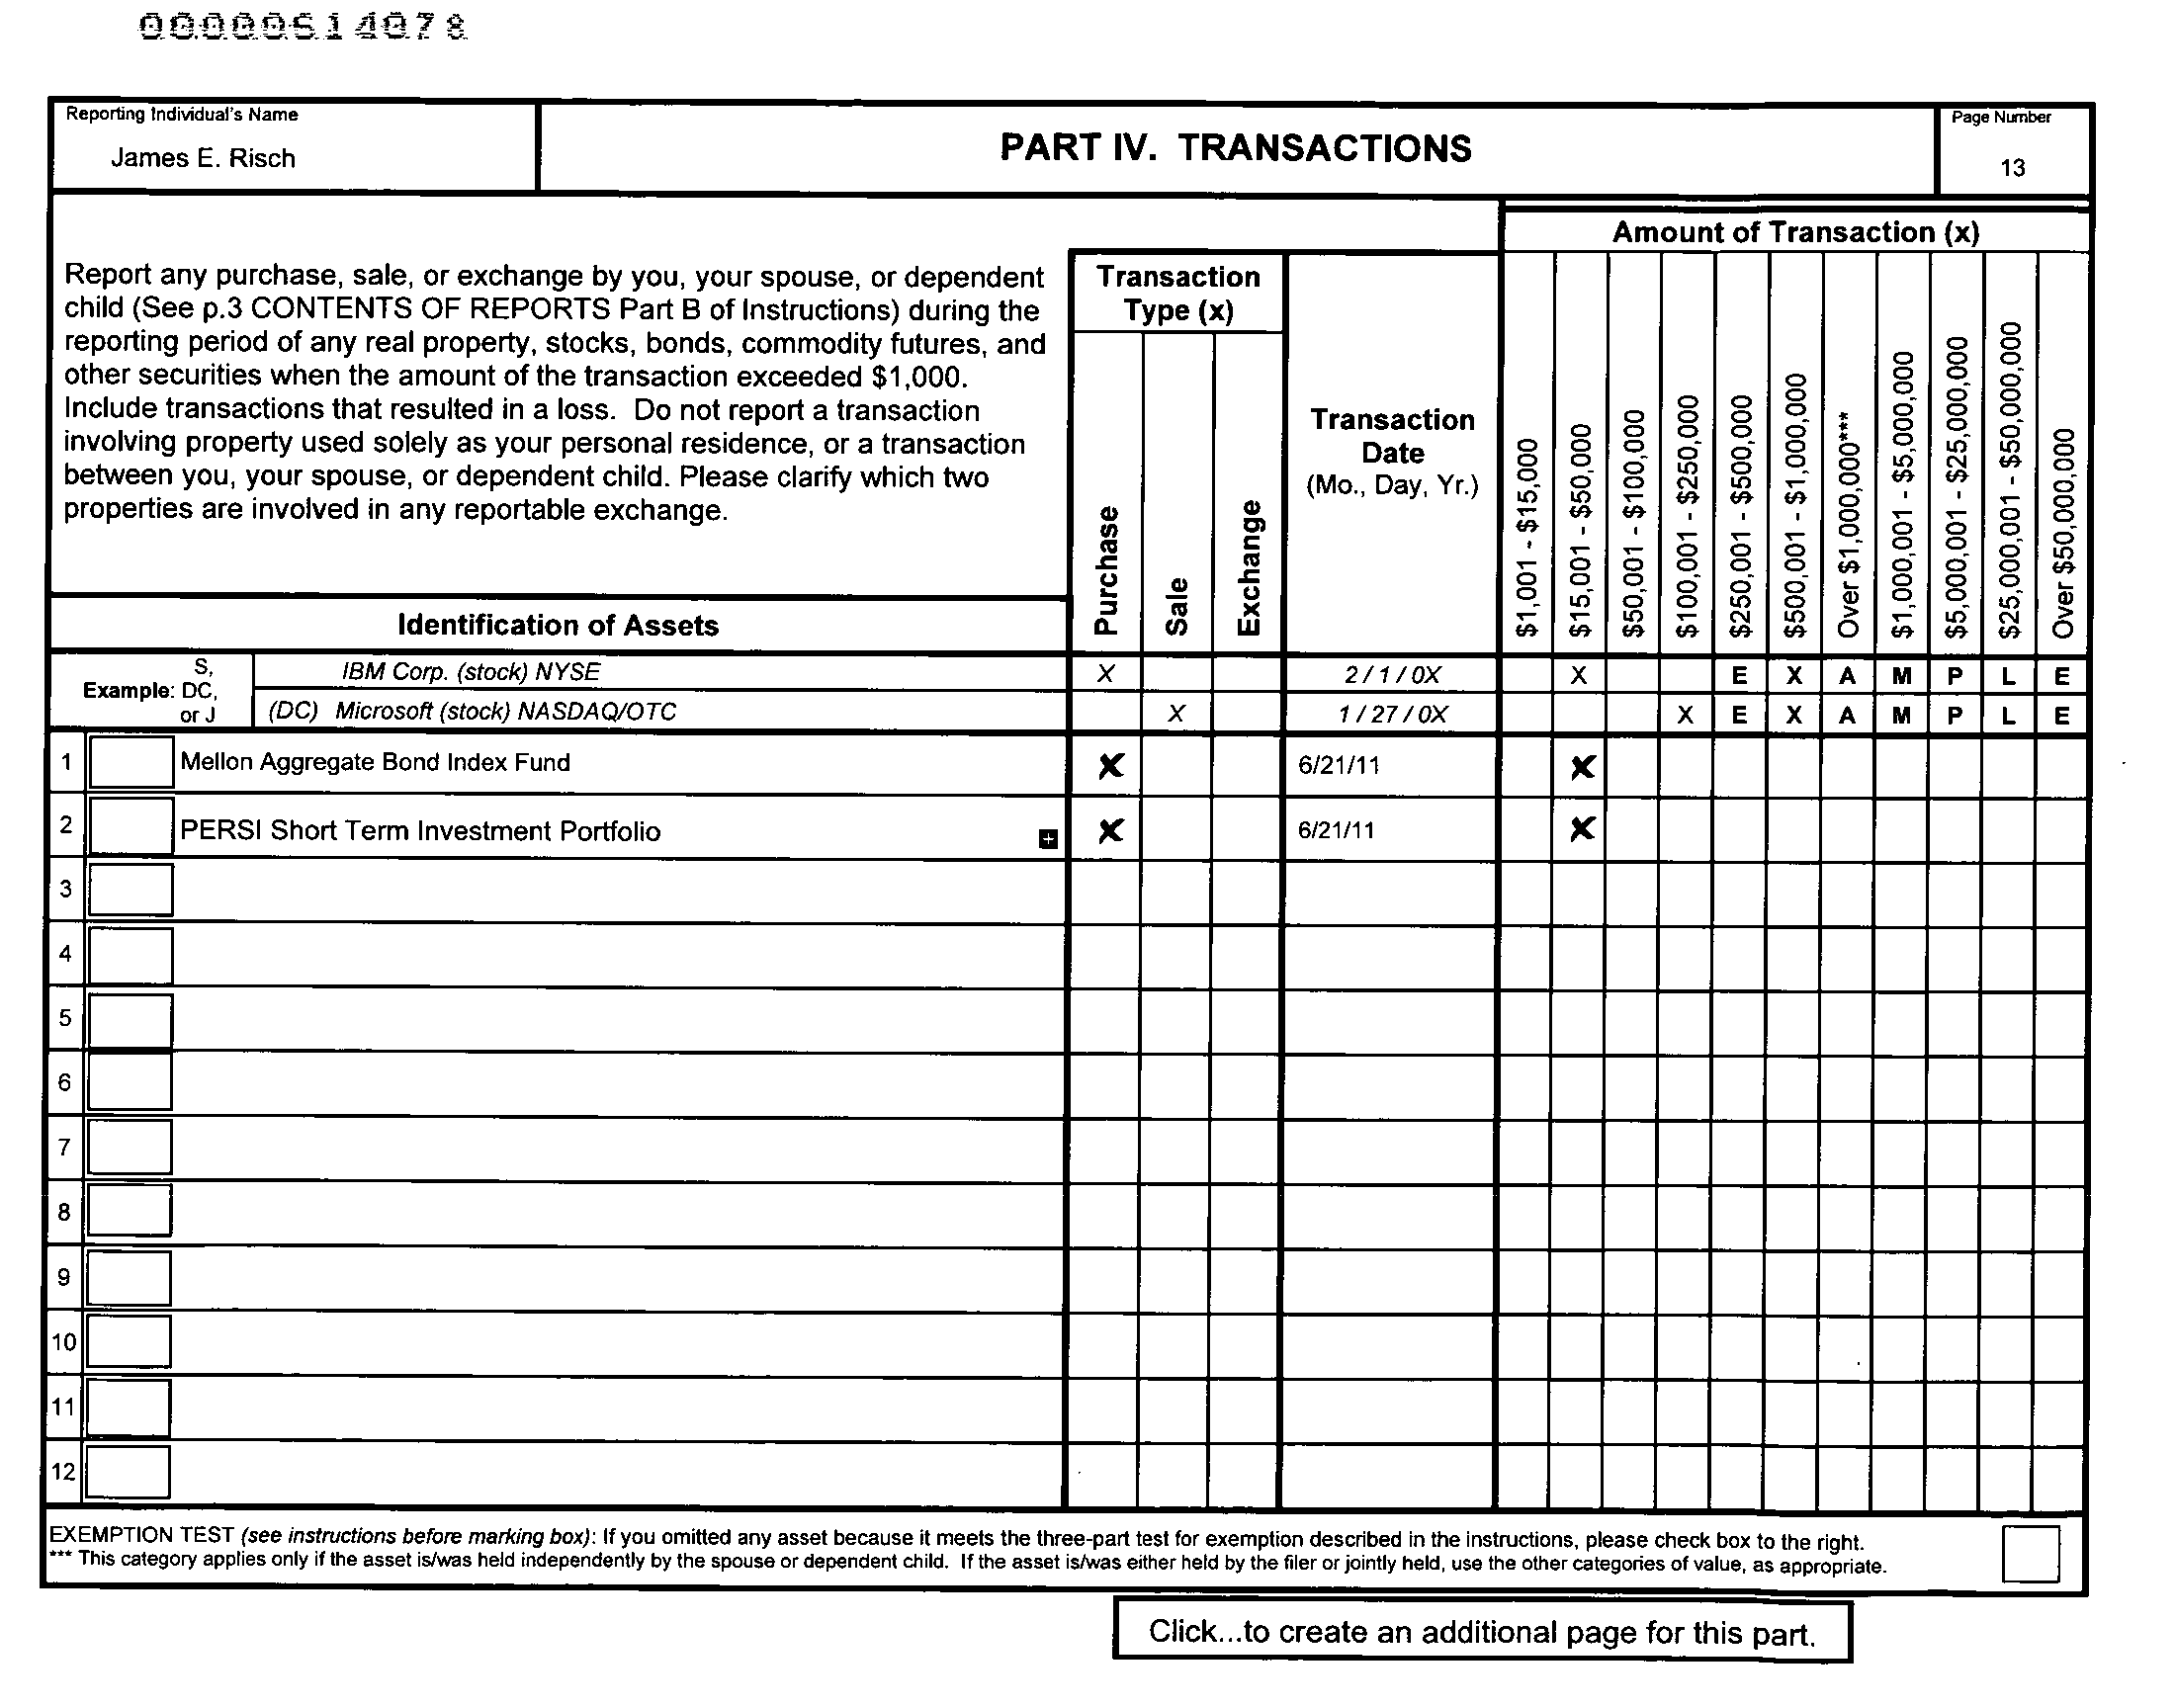 00000514078
Reporting Individual's Name
James E. Risch
PART IV. TRANSACTIONS
Page Number
13
Amount of Transaction (x)
Report any purchase, sale, or exchange by you, your spouse, or dependent
child (See p.3 CONTENTS OF REPORTS Part B of Instructions) during the
reporting period of any real property, stocks, bonds, commodity futures, and
other securities when the amount of the transaction exceeded $1,000.
Include transactions that resulted in a loss. Do not report a transaction
involving property used solely as your personal residence, or a transaction
between you, your spouse, or dependent child. Please clarify which two
properties are involved in any reportable exchange.
Transaction
Type (x)
Purchase
Sale
Exchange
Transaction
Date
(Mo., Day, Yr.)
$1,001 - $15,000
$15,001 - $50,000
$50,001 - $100,000
$100,001 - $250,000
$250,001 - $500,000
$500,001 - $1,000,000
Over $1,000,000***
$1,000,001 - $5,000,000
$5,000,001 - $25,000,000
$25,000,001 - $50,000,000
Over $50,000,000
Identification of Assets
Example:
S,
DC,
or J
IBM Corp. (stock) NYSE X 2 / 1 / 0X X E X A M P L E
(DC) Microsoft (stock) NASDAQ/OTC X 1 / 27 / 0X X E X A M P L E
1 Mellon Aggregate Bond Index Fund X 6/21/11 X
2 PERSI Short Term Investment Portfolio + X 6/21/11 X
3
4
5
6
7
8
9
10
11
12
EXEMPTION TEST (see instructions before marking box): If you omitted any asset because it meets the three-part test for exemption described in the instructions, please check box to the right.
*** This category applies only if the asset is/was held independently by the spouse or dependent child. If the asset is/was either held by the filer or jointly held, use the other categories of value, as appropriate.
Click...to create an additional page for this part.